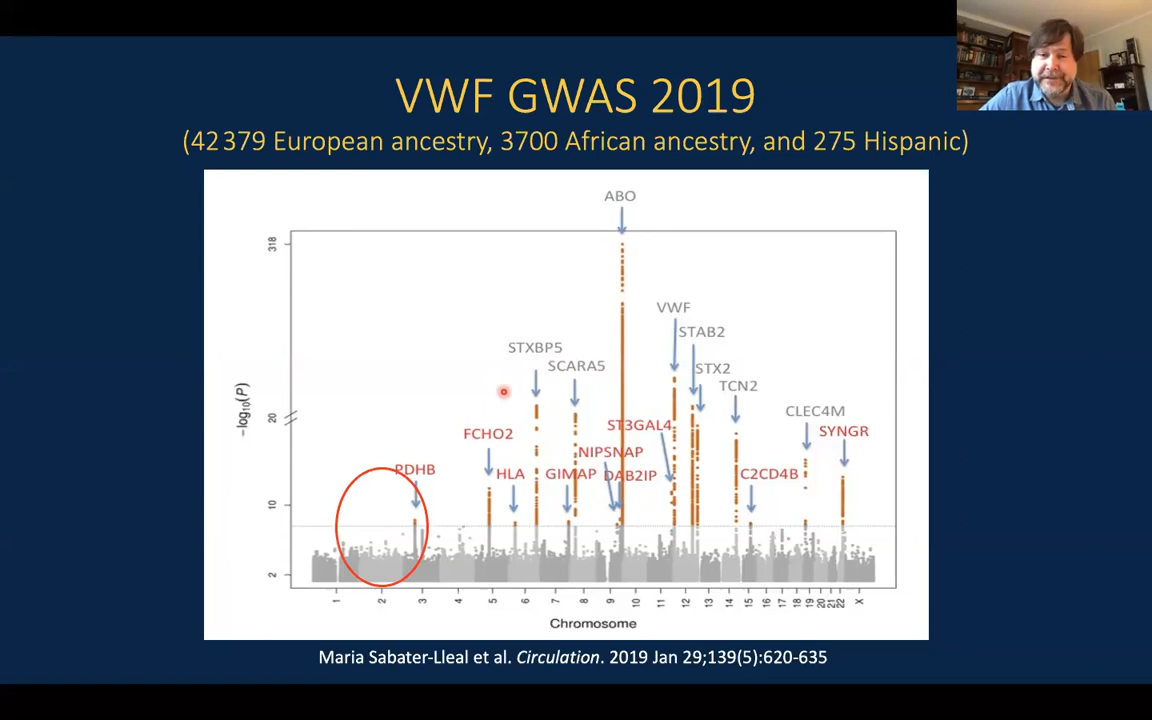 VWF GWAS 2019
(42 379 European ancestry, 3700 African ancestry, and 275 Hispanic)
ABO
318
VWF
STAB2
STXBP5
SCARA5
STX2
TCN2
-log10(P)
20
CLEC4M
ST3GAL4
SYNGR
FCHO2
NIPSNAP
PDHB
HLA
GIMAP
DAB2IP
C2CD4B
10
2
1 2 3 4 5 6 7 8 9 10 11 12 13 14 15 16 17 18 19 20 21 22 X
Chromosome
Maria Sabater-Lleal et al. Circulation. 2019 Jan 29;139(5):620-635